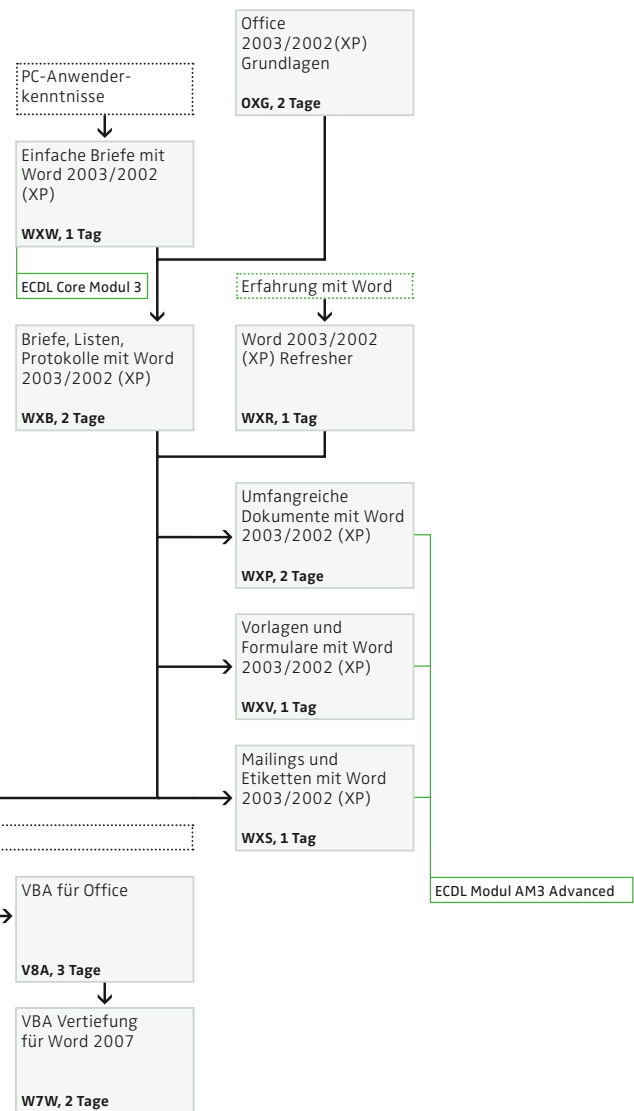 Office
2003/2002(XP)
Grundlagen
OXG, 2 Tage
PC-Anwender-
kenntnisse
Einfache Briefe mit
Word 2003/2002
(XP)
WXW, 1 Tag
ECDL Core Modul 3
Erfahrung mit Word
Briefe, Listen,
Protokolle mit Word
2003/2002 (XP)
WXB, 2 Tage
Word 2003/2002
(XP) Refresher
WXR, 1 Tag
Umfangreiche
Dokumente mit Word
2003/2002 (XP)
WXP, 2 Tage
Vorlagen und
Formulare mit Word
2003/2002 (XP)
WXV, 1 Tag
Mailings und
Etiketten mit Word
2003/2002 (XP)
WXS, 1 Tag
ECDL Modul AM3 Advanced
VBA für Office
V8A, 3 Tage
VBA Vertiefung
für Word 2007
W7W, 2 Tage